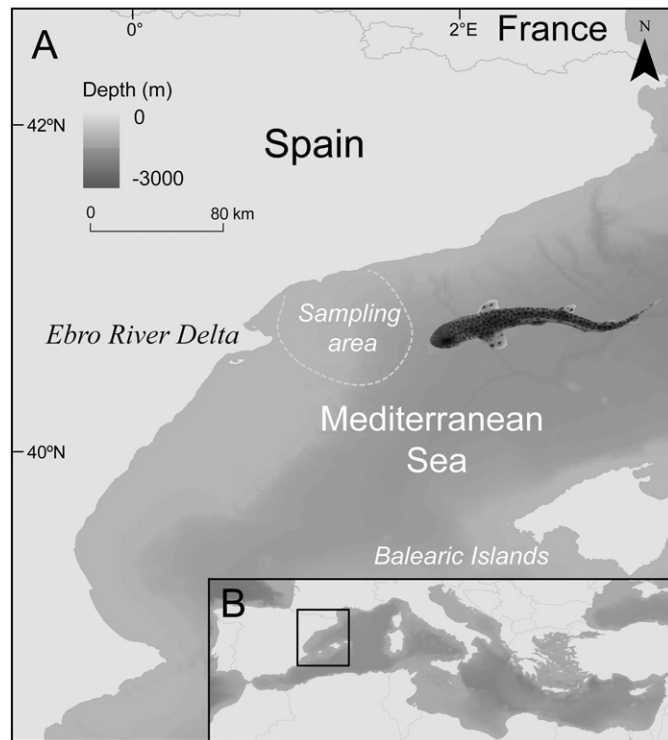 A
0°
2°E
France
N
Depth (m)
0
-3000
42°N
Spain
0
80 km
Sampling
area
Ebro River Delta
Mediterranean
Sea
40°N
Balearic Islands
B